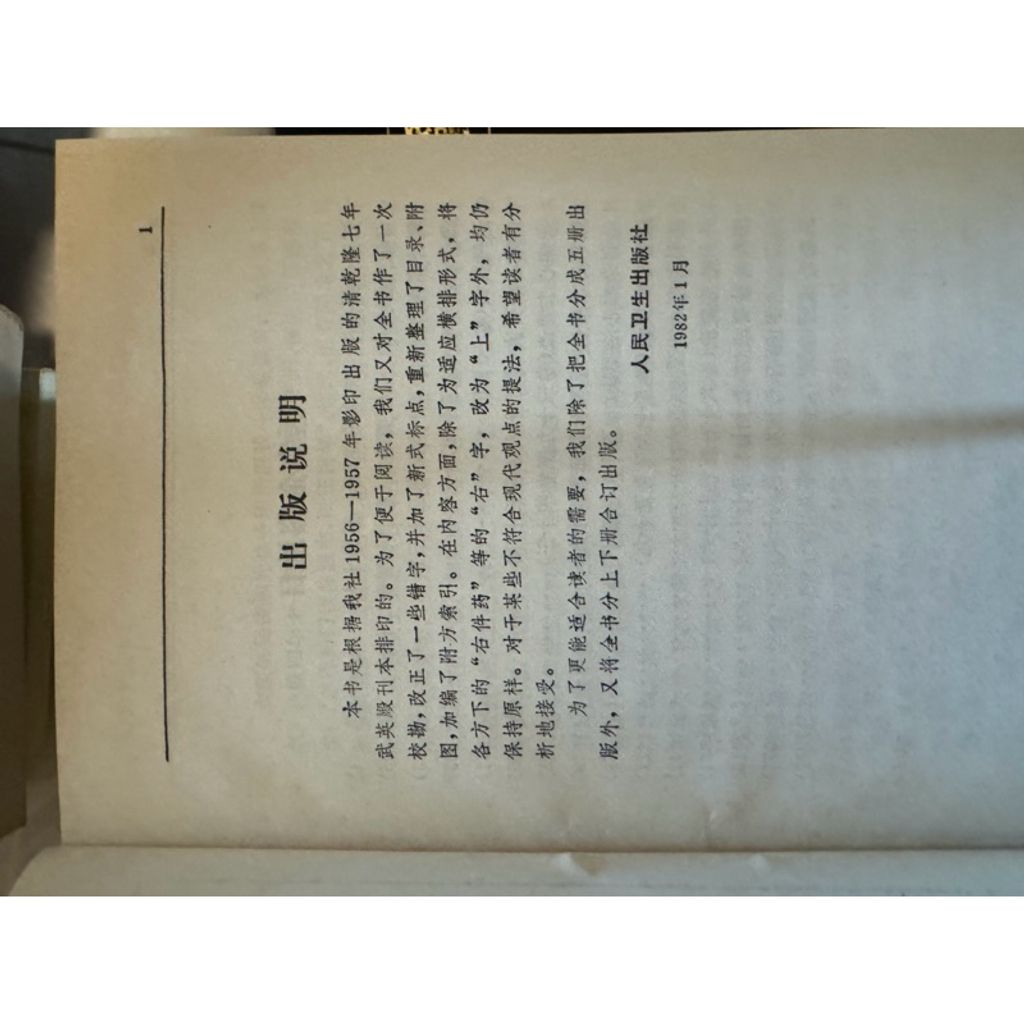 1
出版说明
本书是根据我社1956—1957年影印出版的清乾隆七年
武英殿刊本排印的。为了便于阅读，我们又对全书作了一次
校勘，改正了一些错字，并加了新式标点，重新整理了目录、附
图，加编了附方索引。在内容方面，除了为适应横排形式，将
各方下的“右件药”等的“右”字，改为“上”字外，均仍
保持原样。对于某些不符合现代观点的提法，希望读者有分
析地接受。
为了更能适合读者的需要，我们除了把全书分成五册出
版外，又将全书分上下册合订出版。
人民卫生出版社
1982年1月